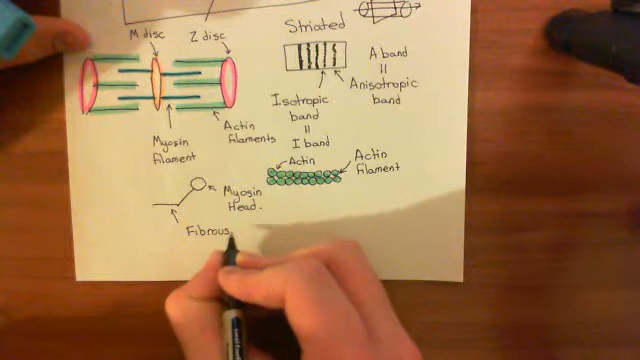 M disc
Z disc
Striated
A band
=
Anisotropic
band
Isotropic
band
=
I band
Myosin
filament
Actin
filaments
Actin
Actin
Filament
Myosin
Head.
Fibrous